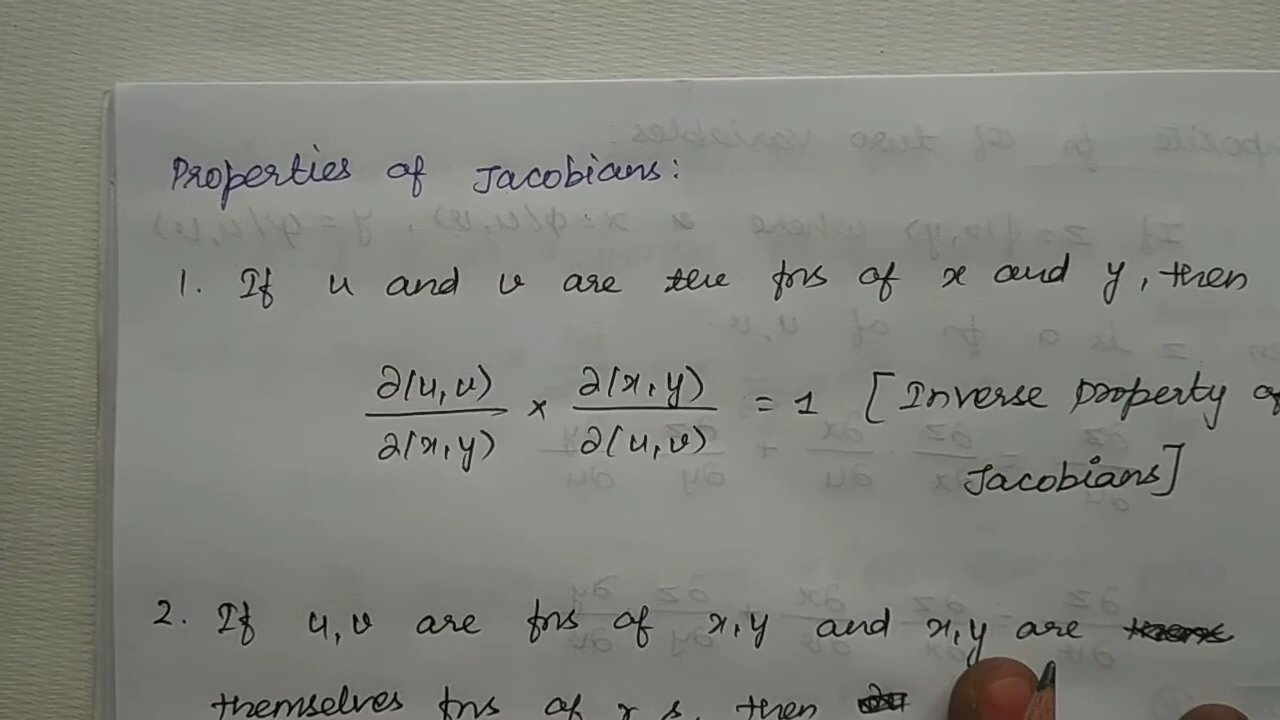 Properties of Jacobians:
1. If u and v are the fns of x and y, then
∂(u,v)/∂(x,y) × ∂(x,y)/∂(u,v) = 1 [Inverse Property of
Jacobians]
2. If u,v are fns of x,y and x,y are
themselves fns of r s, then